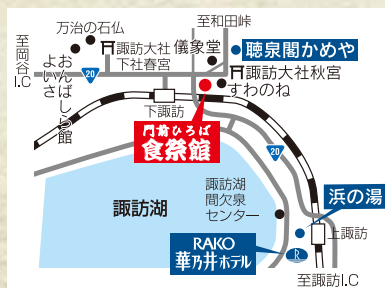 至和田峠
万治の石仏
儀象堂
聴泉閣かめや
諏訪大社
下社春宮
諏訪大社秋宮
すわのね
至岡谷
I.C
おんばしら館
よいさ
20
下諏訪
門前ひろば
食祭館
20
諏訪湖
諏訪湖
間欠泉
センター
浜の湯
上諏訪
RAKO
華乃井ホテル
R
至諏訪I.C